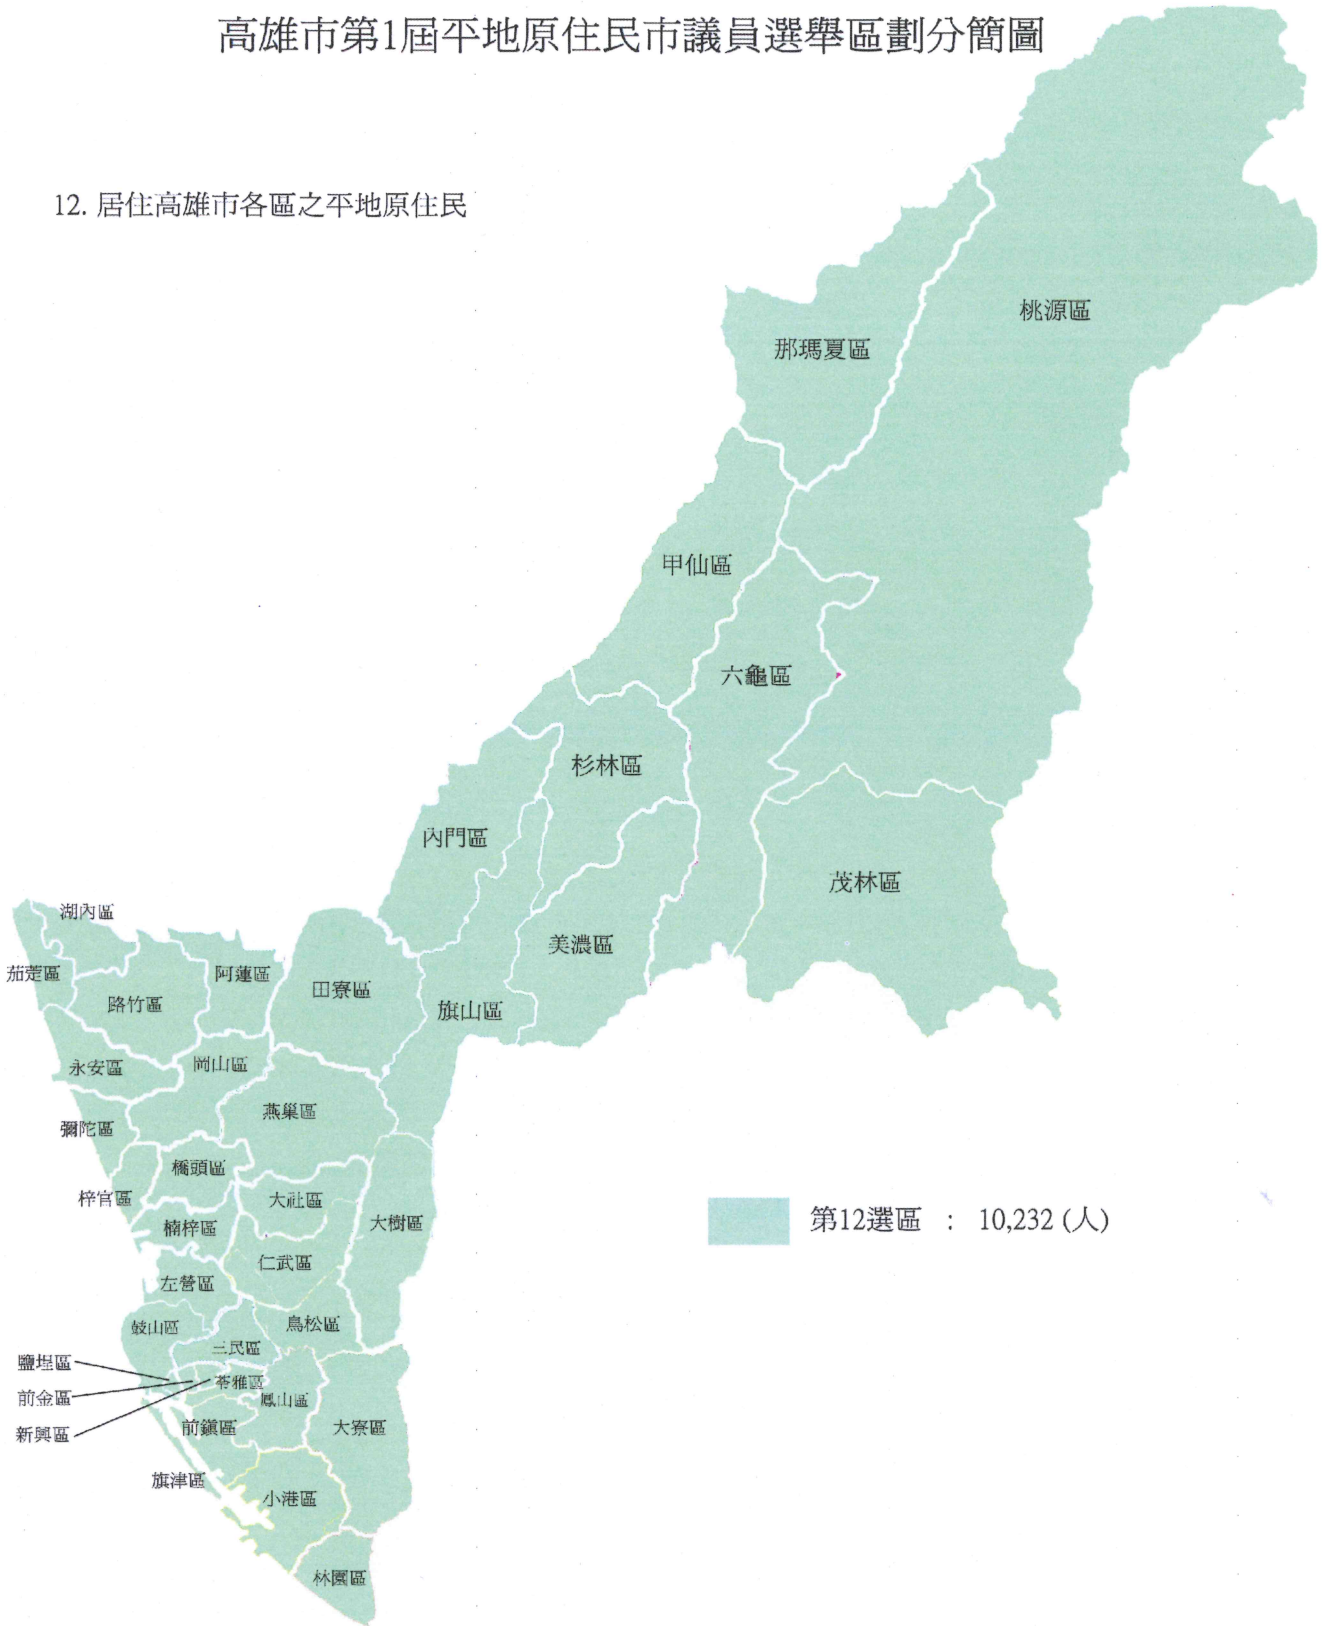 高雄市第1屆平地原住民市議員選舉區劃分簡圖
12. 居住高雄市各區之平地原住民
桃源區
那瑪夏區
甲仙區
六龜區
杉林區
內門區
茂林區
湖內區
美濃區
茄萣區
阿蓮區
田寮區
路竹區
旗山區
永安區
岡山區
燕巢區
彌陀區
橋頭區
梓官區
大社區
大樹區
第12選區 : 10,232 (人)
楠梓區
仁武區
左營區
鼓山區
鳥松區
三民區
鹽埕區
苓雅區
前金區
鳳山區
新興區
前鎮區
大寮區
旗津區
小港區
林園區